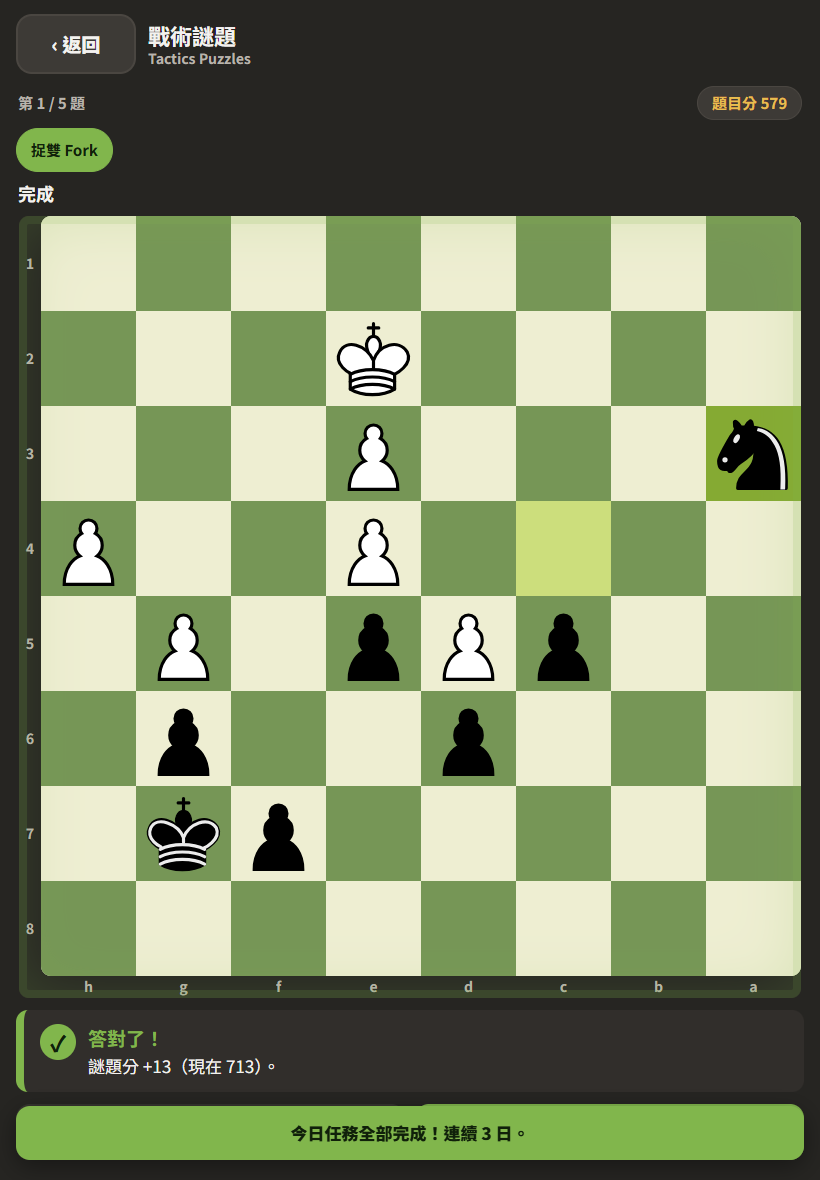 ‹ 返回
戰術謎題
Tactics Puzzles
第 1 / 5 題
題目分 579
捉雙 Fork
完成
1
2
3
4
5
6
7
8
h g f e d c b a
答對了！
謎題分 +13（現在 713）。
今日任務全部完成！連續 3 日。